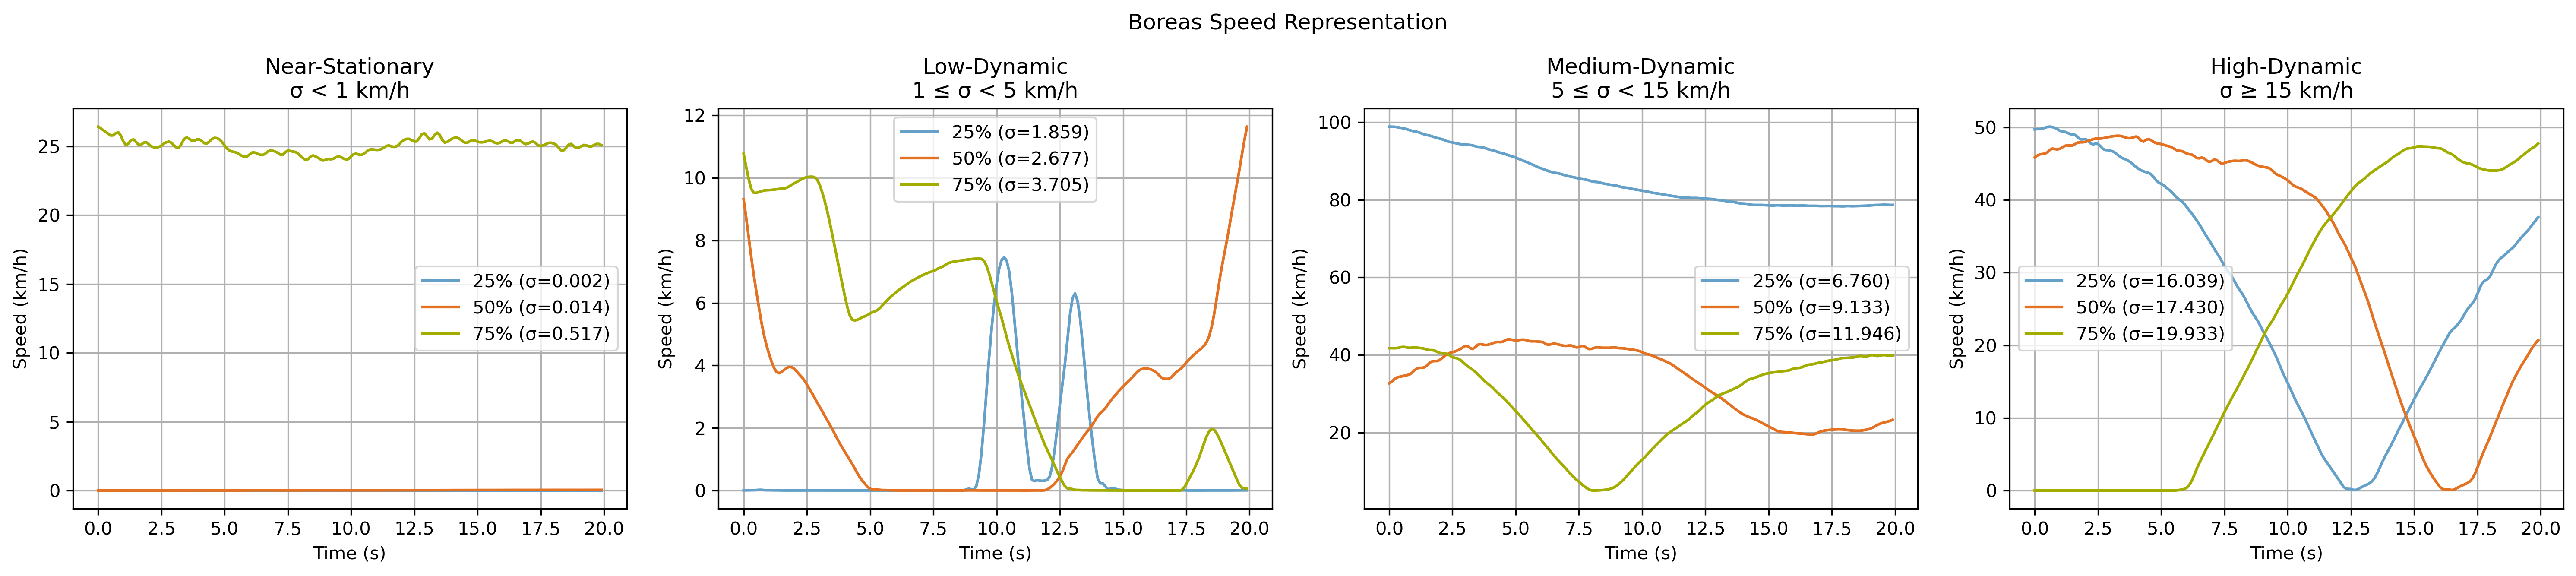 Boreas Speed Representation
Near-Stationary
σ < 1 km/h
Speed (km/h)
25
20
15
10
5
0
25% (σ=0.002)
50% (σ=0.014)
75% (σ=0.517)
0.0 2.5 5.0 7.5 10.0 12.5 15.0 17.5 20.0
Time (s)
Low-Dynamic
1 ≤ σ < 5 km/h
Speed (km/h)
12
10
8
6
4
2
0
25% (σ=1.859)
50% (σ=2.677)
75% (σ=3.705)
0.0 2.5 5.0 7.5 10.0 12.5 15.0 17.5 20.0
Time (s)
Medium-Dynamic
5 ≤ σ < 15 km/h
Speed (km/h)
100
80
60
40
20
25% (σ=6.760)
50% (σ=9.133)
75% (σ=11.946)
0.0 2.5 5.0 7.5 10.0 12.5 15.0 17.5 20.0
Time (s)
High-Dynamic
σ ≥ 15 km/h
Speed (km/h)
50
40
30
20
10
0
25% (σ=16.039)
50% (σ=17.430)
75% (σ=19.933)
0.0 2.5 5.0 7.5 10.0 12.5 15.0 17.5 20.0
Time (s)